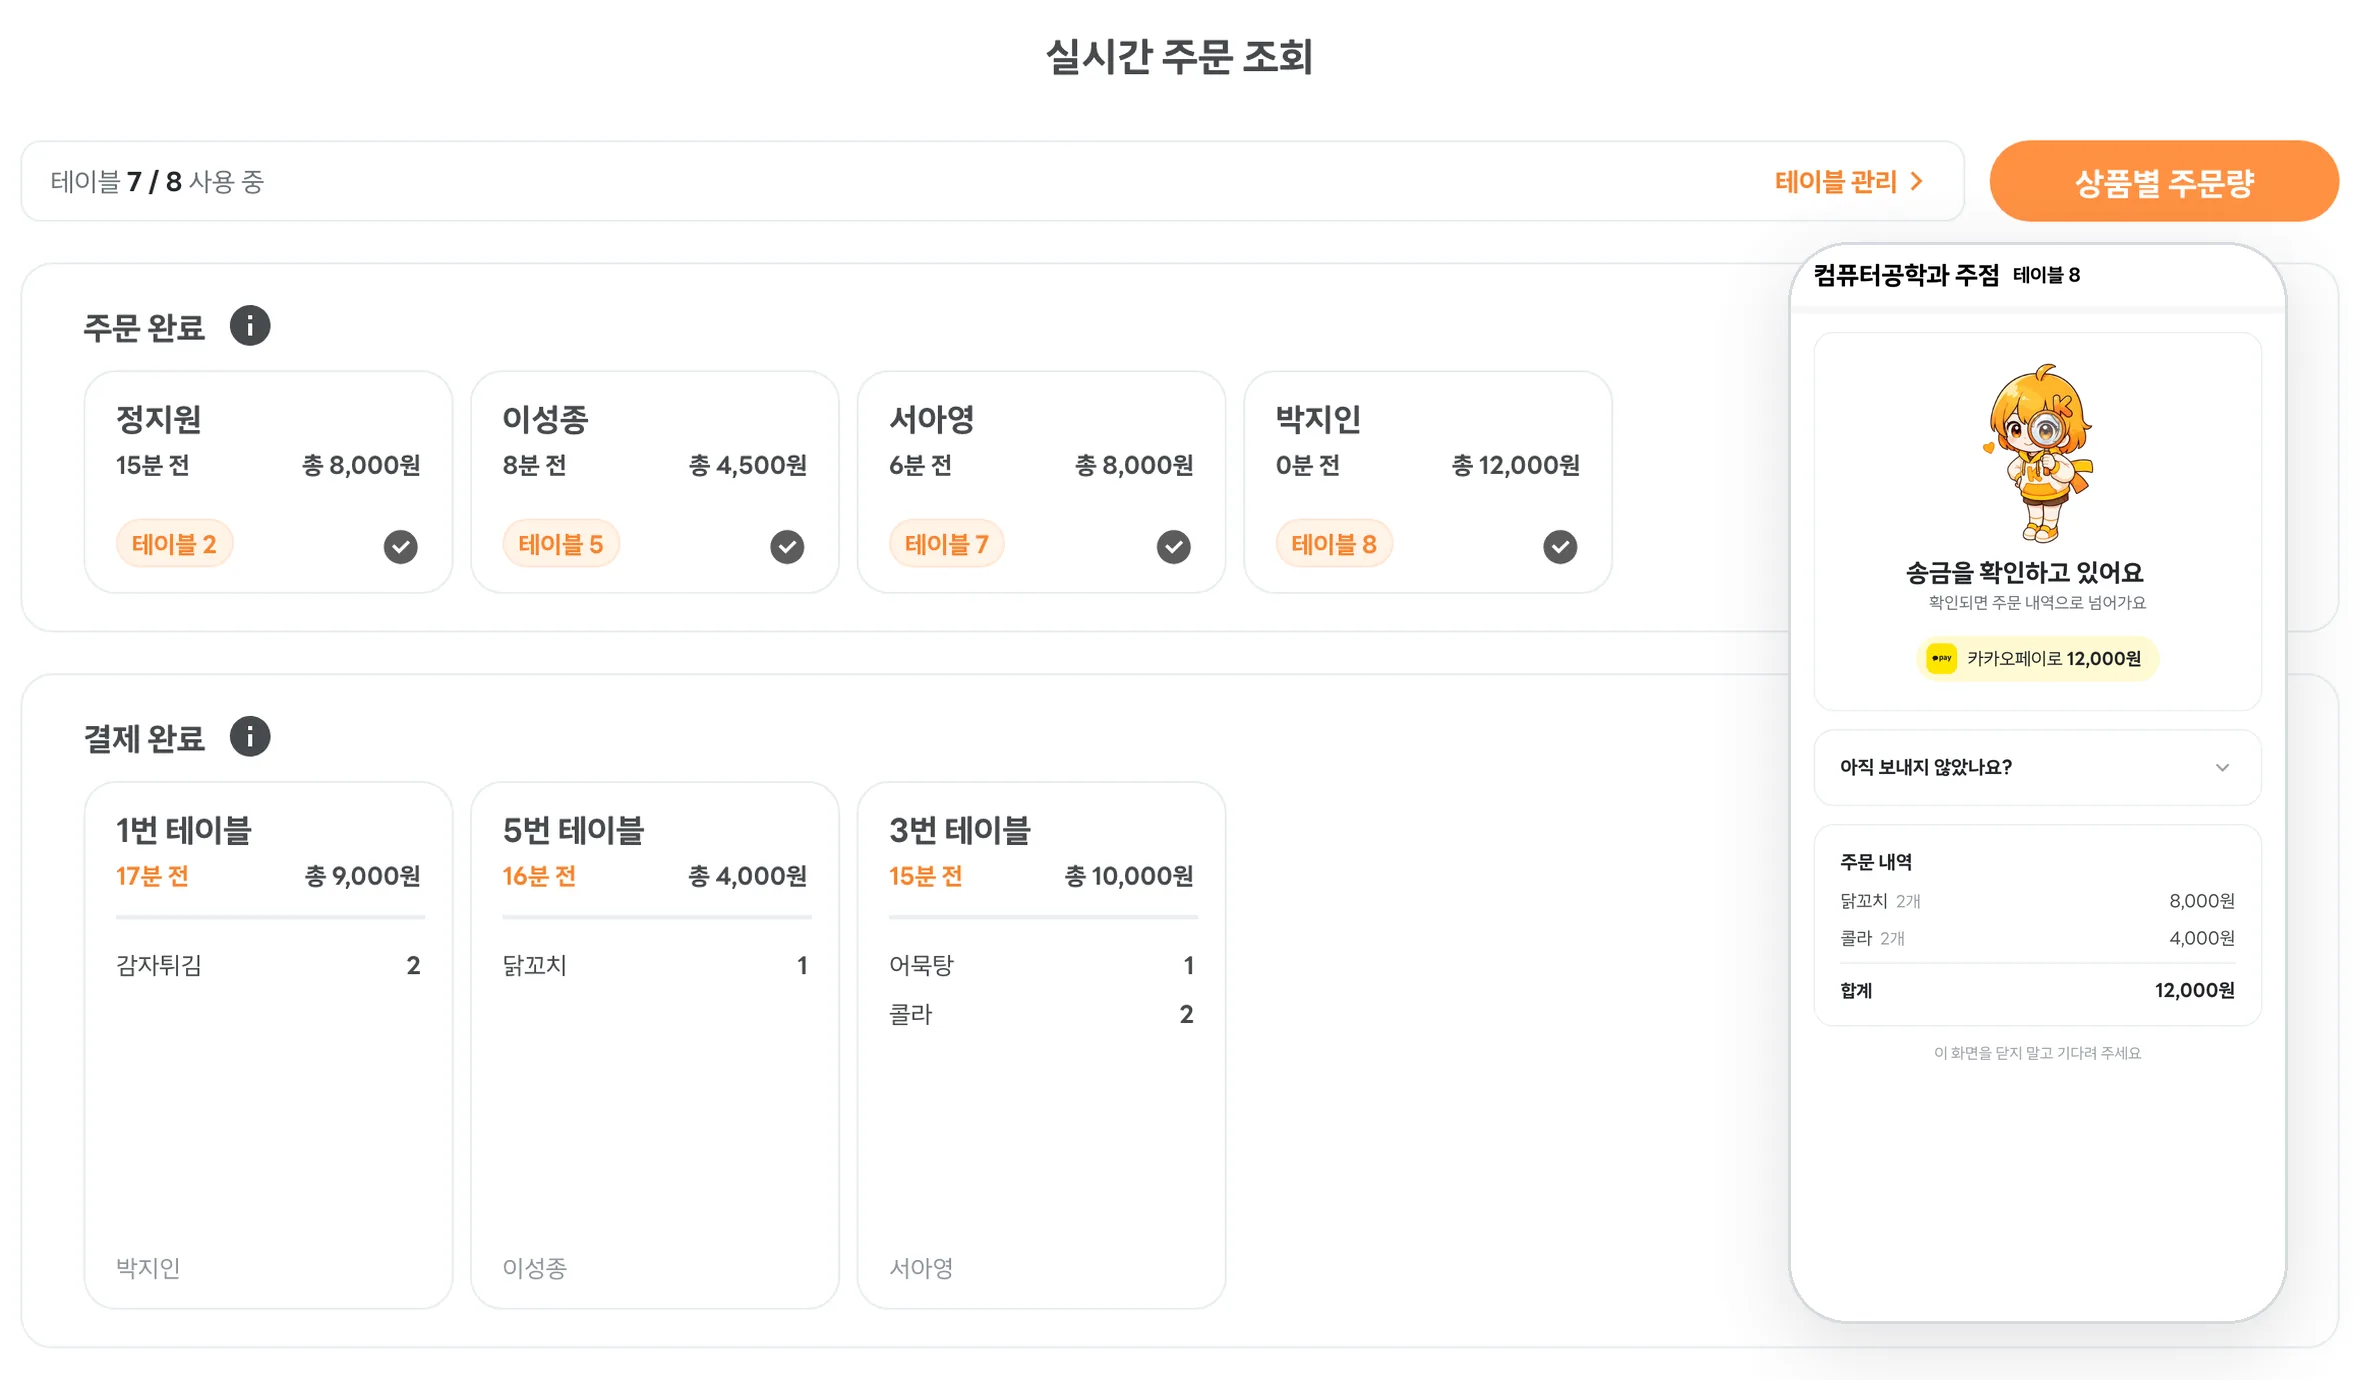 실시간 주문 조회
테이블 7 / 8 사용 중
테이블 관리
상품별 주문량
주문 완료
정지원
15분 전 총 8,000원
테이블 2
이성종
8분 전 총 4,500원
테이블 5
서아영
6분 전 총 8,000원
테이블 7
박지인
0분 전 총 12,000원
테이블 8
결제 완료
1번 테이블
17분 전 총 9,000원
감자튀김 2
박지인
5번 테이블
16분 전 총 4,000원
닭꼬치 1
이성종
3번 테이블
15분 전 총 10,000원
어묵탕 1
콜라 2
서아영
컴퓨터공학과 주점 테이블 8
송금을 확인하고 있어요
확인되면 주문 내역으로 넘어가요
pay 카카오페이로 12,000원
아직 보내지 않았나요?
주문 내역
닭꼬치 2개 8,000원
콜라 2개 4,000원
합계 12,000원
이 화면을 닫지 말고 기다려 주세요